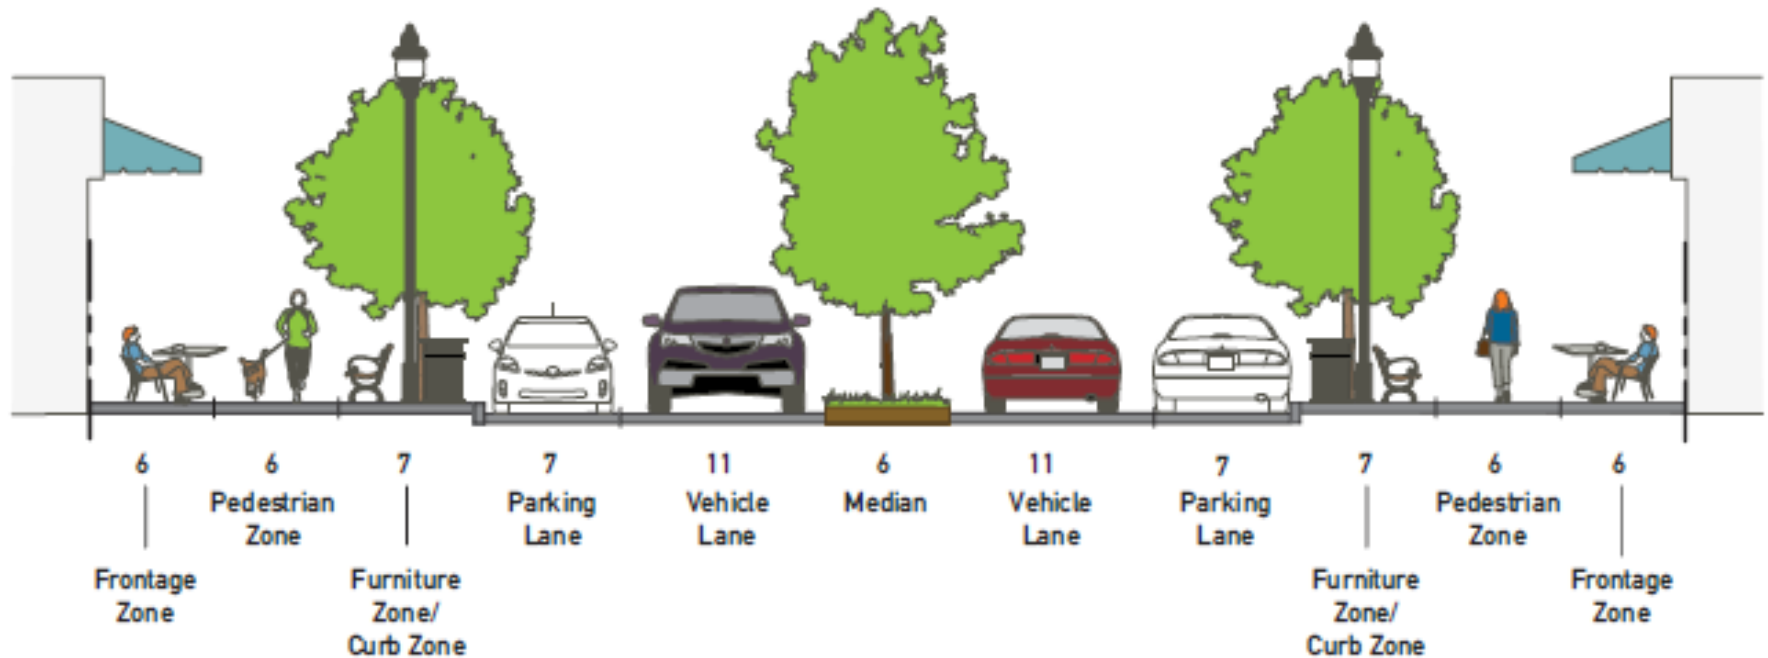 6 6 7 7 11 6 11 7 7 6 6
Pedestrian Parking Vehicle Median Vehicle Parking Pedestrian
Zone Lane Lane Lane Lane Zone
Frontage Furniture Furniture Frontage
Zone Zone/ Zone/ Zone
Curb Zone Curb Zone